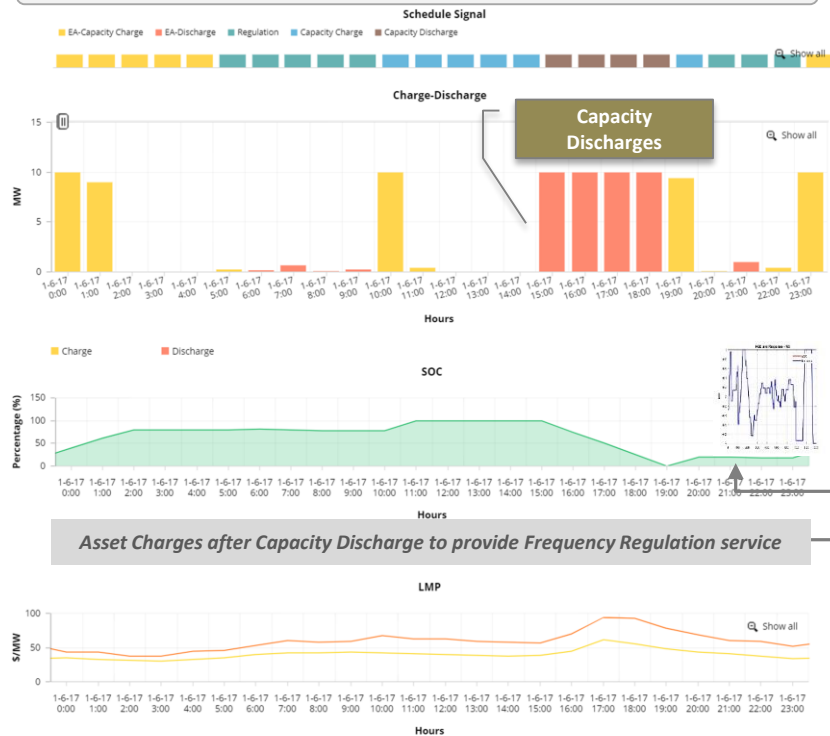 Schedule Signal
EA-Capacity Charge EA-Discharge Regulation Capacity Charge Capacity Discharge
Show all
Charge-Discharge
Capacity
Discharges
Show all
15
10
5
0
MW
1-6-17 1-6-17 1-6-17 1-6-17 1-6-17 1-6-17 1-6-17 1-6-17 1-6-17 1-6-17 1-6-17 1-6-17 1-6-17 1-6-17 1-6-17 1-6-17 1-6-17 1-6-17 1-6-17 1-6-17 1-6-17 1-6-17 1-6-17 1-6-17
0:00 1:00 2:00 3:00 4:00 5:00 6:00 7:00 8:00 9:00 10:00 11:00 12:00 13:00 14:00 15:00 16:00 17:00 18:00 19:00 20:00 21:00 22:00 23:00
Hours
Charge Discharge
SOC
150
100
50
0
Percentage (%)
1-6-17 1-6-17 1-6-17 1-6-17 1-6-17 1-6-17 1-6-17 1-6-17 1-6-17 1-6-17 1-6-17 1-6-17 1-6-17 1-6-17 1-6-17 1-6-17 1-6-17 1-6-17 1-6-17 1-6-17 1-6-17 1-6-17 1-6-17 1-6-17
0:00 1:00 2:00 3:00 4:00 5:00 6:00 7:00 8:00 9:00 10:00 11:00 12:00 13:00 14:00 15:00 16:00 17:00 18:00 19:00 20:00 21:00 22:00 23:00
Hours
Asset Charges after Capacity Discharge to provide Frequency Regulation service
LMP
Show all
100
50
0
$/MW
1-6-17 1-6-17 1-6-17 1-6-17 1-6-17 1-6-17 1-6-17 1-6-17 1-6-17 1-6-17 1-6-17 1-6-17 1-6-17 1-6-17 1-6-17 1-6-17 1-6-17 1-6-17 1-6-17 1-6-17 1-6-17 1-6-17 1-6-17 1-6-17
0:00 1:00 2:00 3:00 4:00 5:00 6:00 7:00 8:00 9:00 10:00 11:00 12:00 13:00 14:00 15:00 16:00 17:00 18:00 19:00 20:00 21:00 22:00 23:00
Hours